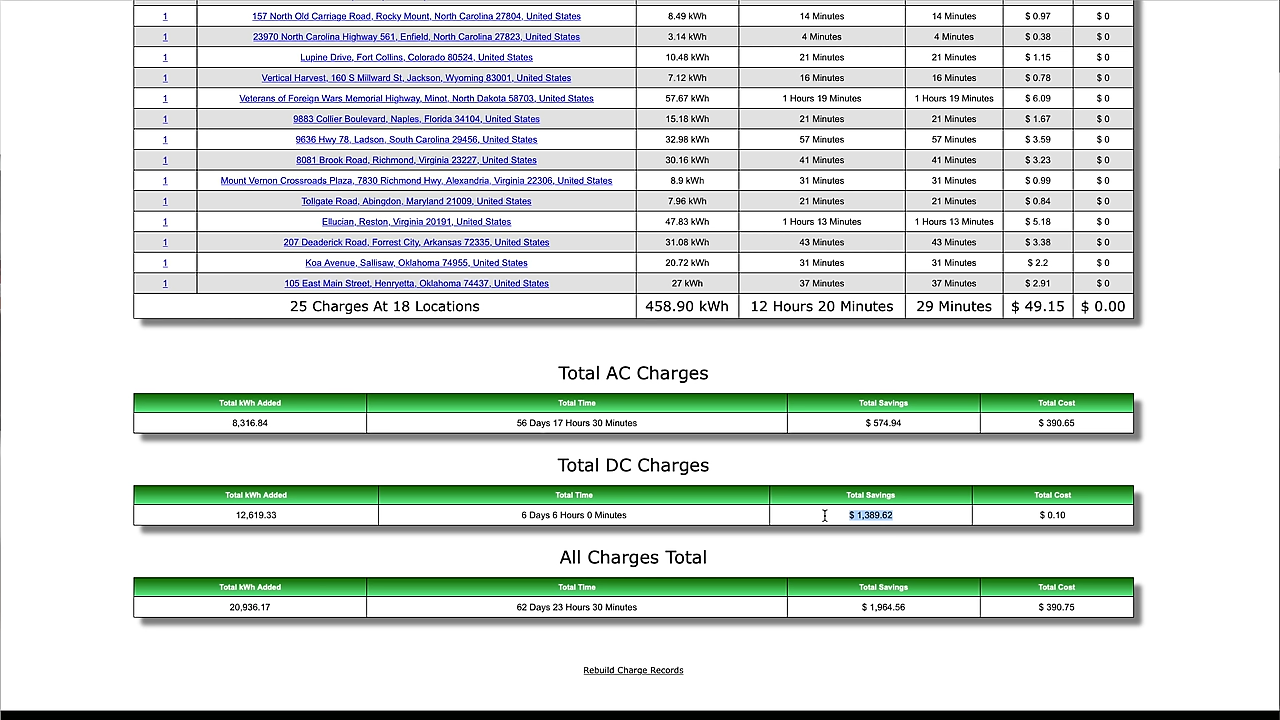 1 157 North Old Carriage Road, Rocky Mount, North Carolina 27804, United States 8.49 kWh 14 Minutes 14 Minutes $ 0.97 $ 0
1 23970 North Carolina Highway 561, Enfield, North Carolina 27823, United States 3.14 kWh 4 Minutes 4 Minutes $ 0.38 $ 0
1 Lupine Drive, Fort Collins, Colorado 80524, United States 10.48 kWh 21 Minutes 21 Minutes $ 1.15 $ 0
1 Vertical Harvest, 160 S Millward St, Jackson, Wyoming 83001, United States 7.12 kWh 16 Minutes 16 Minutes $ 0.78 $ 0
1 Veterans of Foreign Wars Memorial Highway, Minot, North Dakota 58703, United States 57.67 kWh 1 Hours 19 Minutes 1 Hours 19 Minutes $ 6.09 $ 0
1 9883 Collier Boulevard, Naples, Florida 34104, United States 15.18 kWh 21 Minutes 21 Minutes $ 1.67 $ 0
1 9636 Hwy 78, Ladson, South Carolina 29456, United States 32.98 kWh 57 Minutes 57 Minutes $ 3.59 $ 0
1 8081 Brook Road, Richmond, Virginia 23227, United States 30.16 kWh 41 Minutes 41 Minutes $ 3.23 $ 0
1 Mount Vernon Crossroads Plaza, 7830 Richmond Hwy, Alexandria, Virginia 22306, United States 8.9 kWh 31 Minutes 31 Minutes $ 0.99 $ 0
1 Tollgate Road, Abingdon, Maryland 21009, United States 7.96 kWh 21 Minutes 21 Minutes $ 0.84 $ 0
1 Ellucian, Reston, Virginia 20191, United States 47.83 kWh 1 Hours 13 Minutes 1 Hours 13 Minutes $ 5.18 $ 0
1 207 Deaderick Road, Forrest City, Arkansas 72335, United States 31.08 kWh 43 Minutes 43 Minutes $ 3.38 $ 0
1 Koa Avenue, Sallisaw, Oklahoma 74955, United States 20.72 kWh 31 Minutes 31 Minutes $ 2.2 $ 0
1 105 East Main Street, Henryetta, Oklahoma 74437, United States 27 kWh 37 Minutes 37 Minutes $ 2.91 $ 0
25 Charges At 18 Locations 458.90 kWh 12 Hours 20 Minutes 29 Minutes $ 49.15 $ 0.00
Total AC Charges
Total kWh Added Total Time Total Savings Total Cost
8,316.84 56 Days 17 Hours 30 Minutes $ 574.94 $ 390.65
Total DC Charges
Total kWh Added Total Time Total Savings Total Cost
12,619.33 6 Days 6 Hours 0 Minutes $ 1,389.62 $ 0.10
All Charges Total
Total kWh Added Total Time Total Savings Total Cost
20,936.17 62 Days 23 Hours 30 Minutes $ 1,964.56 $ 390.75
Rebuild Charge Records